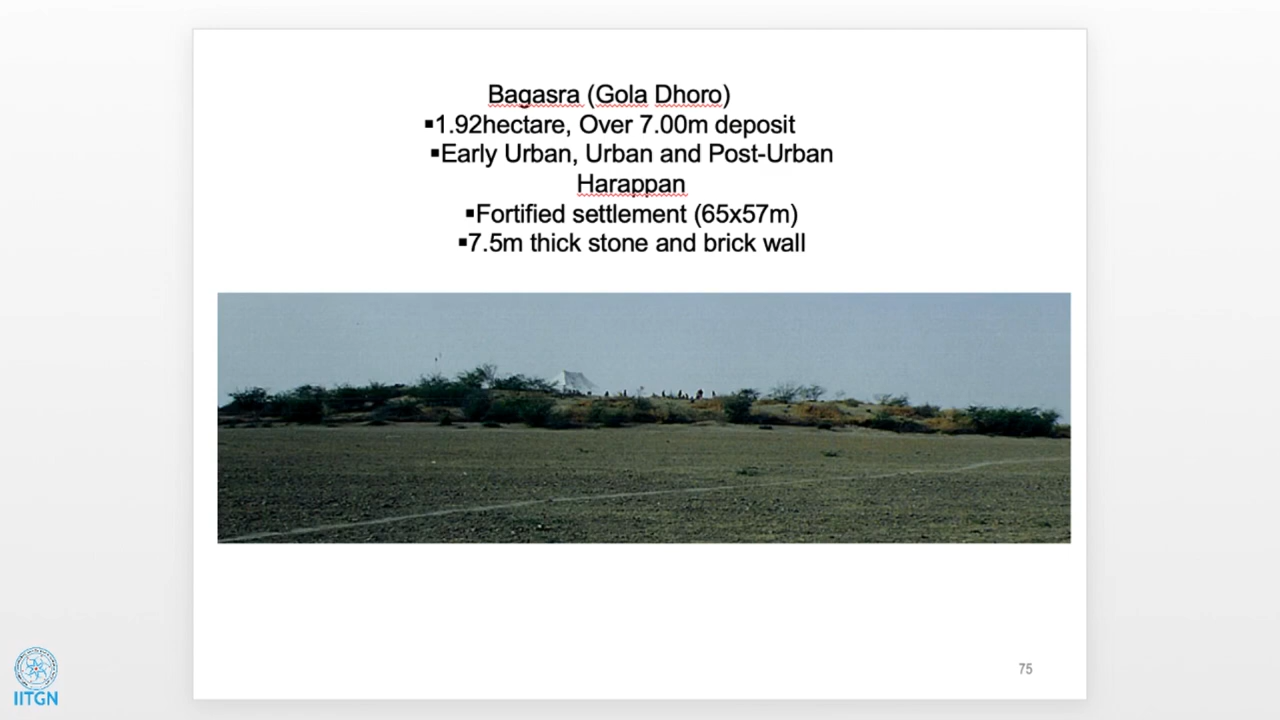 Bagasra (Gola Dhoro)
▪1.92hectare, Over 7.00m deposit
▪Early Urban, Urban and Post-Urban
Harappan
▪Fortified settlement (65x57m)
▪7.5m thick stone and brick wall
75
IITGN